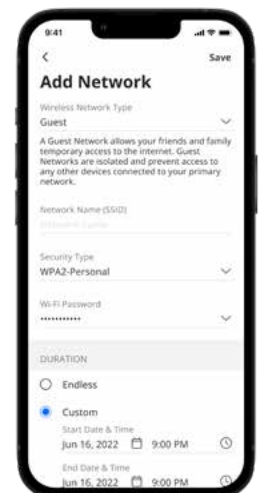 9:41
Save
Add Network
Wireless Network Type
Guest
A Guest Network allows your friends and family
temporary access to the internet. Guest
Networks are isolated and prevent access to
any other devices connected to your primary
network.
Network Name (SSID)
Security Type
WPA2-Personal
Wi-Fi Password
•••••••••••
DURATION
Endless
Custom
Start Date & Time
Jun 16, 2022 9:00 PM
End Date & Time
Jun 16, 2022 9:00 PM